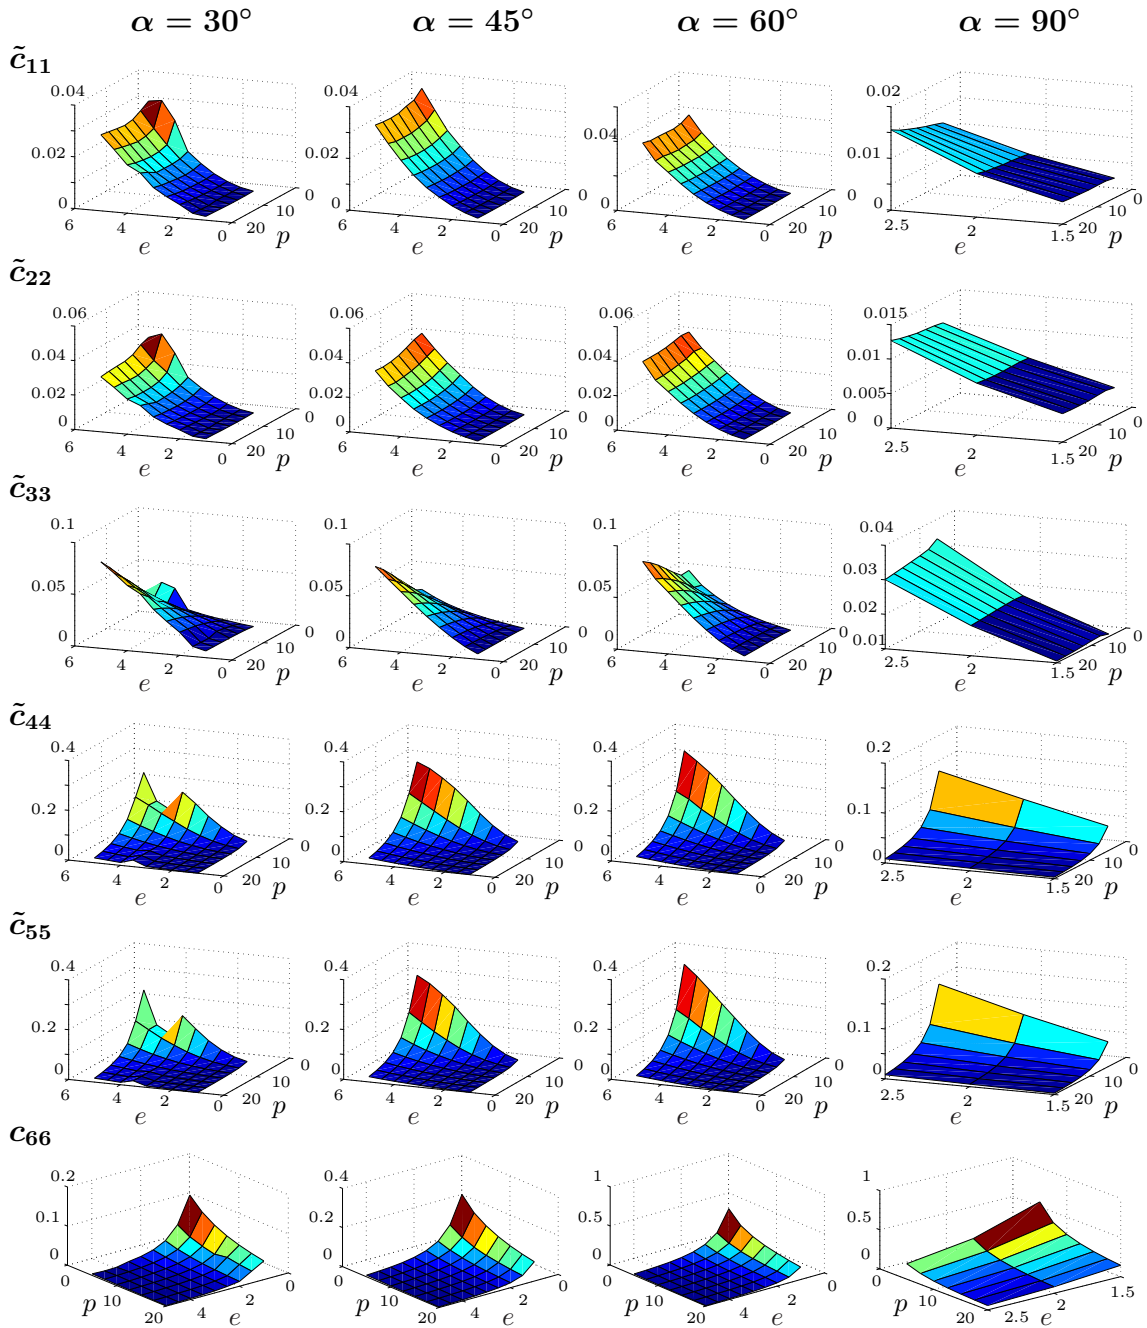 α = 30° α = 45° α = 60° α = 90°
c̃₁₁
0.04 0.02 0 6 4 2 0 20 10 0 e p
0.04 0.02 0 6 4 2 0 20 10 0 e p
0.04 0 6 4 2 0 20 10 0 e p
0.02 0.01 0 2.5 2 1.5 20 10 0 e p
c̃₂₂
0.06 0.04 0.02 0 6 4 2 0 20 10 0 e p
0.06 0.04 0.02 0 6 4 2 0 20 10 0 e p
0.06 0.04 0.02 0 6 4 2 0 20 10 0 e p
0.015 0.01 0.005 0 2.5 2 1.5 20 10 0 e p
c̃₃₃
0.1 0.05 0 6 4 2 0 20 10 0 e p
0.1 0.05 0 6 4 2 0 20 10 0 e p
0.1 0.05 0 6 4 2 0 20 10 0 e p
0.04 0.03 0.02 0.01 2.5 2 1.5 20 10 0 e p
c̃₄₄
0.4 0.2 0 6 4 2 0 20 10 0 e p
0.4 0.2 0 6 4 2 0 20 10 0 e p
0.4 0.2 0 6 4 2 0 20 10 0 e p
0.2 0.1 0 2.5 2 1.5 20 10 0 e p
c̃₅₅
0.4 0.2 0 6 4 2 0 20 10 0 e p
0.4 0.2 0 6 4 2 0 20 10 0 e p
0.4 0.2 0 6 4 2 0 20 10 0 e p
0.2 0.1 0 2.5 2 1.5 20 10 0 e p
c₆₆
0.2 0.1 0 0 10 20 4 2 0 p e
0.4 0.2 0 0 10 20 4 2 0 p e
1 0.5 0 0 10 20 4 2 0 p e
1 0.5 0 0 10 20 2.5 2 1.5 p e